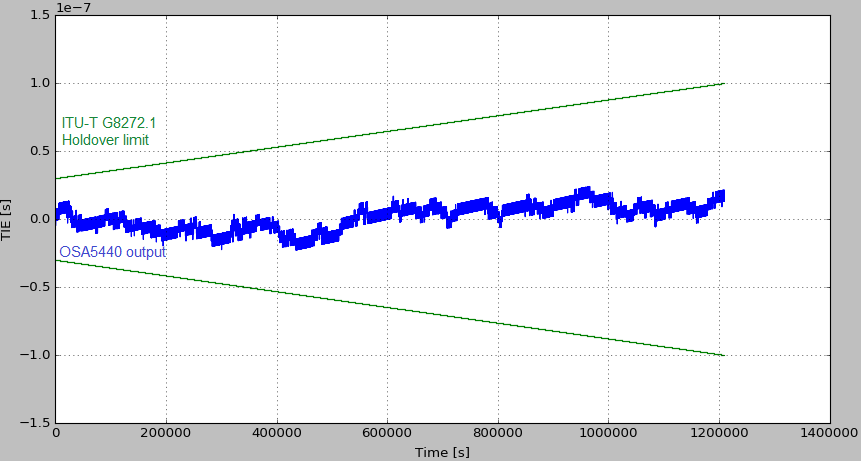 1e−7
1.5
1.0
ITU-T G8272.1
Holdover limit
0.5
TIE [s]
0.0
OSA5440 output
−0.5
−1.0
−1.5
0 200000 400000 600000 800000 1000000 1200000 1400000
Time [s]